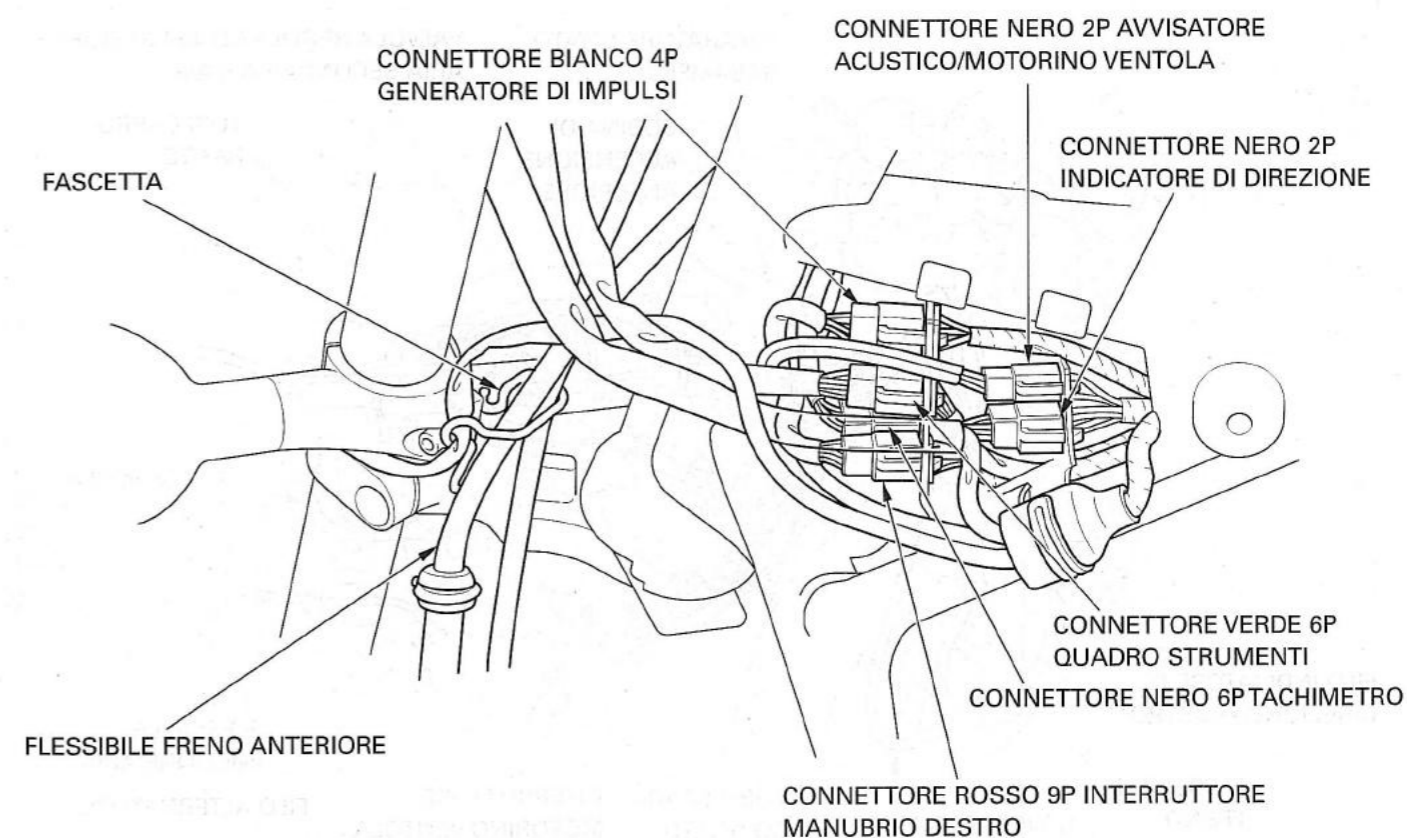 CONNETTORE NERO 2P AVVISATORE
ACUSTICO/MOTORINO VENTOLA
CONNETTORE BIANCO 4P
GENERATORE DI IMPULSI
CONNETTORE NERO 2P
INDICATORE DI DIREZIONE
FASCETTA
CONNETTORE VERDE 6P
QUADRO STRUMENTI
CONNETTORE NERO 6P TACHIMETRO
FLESSIBILE FRENO ANTERIORE
CONNETTORE ROSSO 9P INTERRUTTORE
MANUBRIO DESTRO